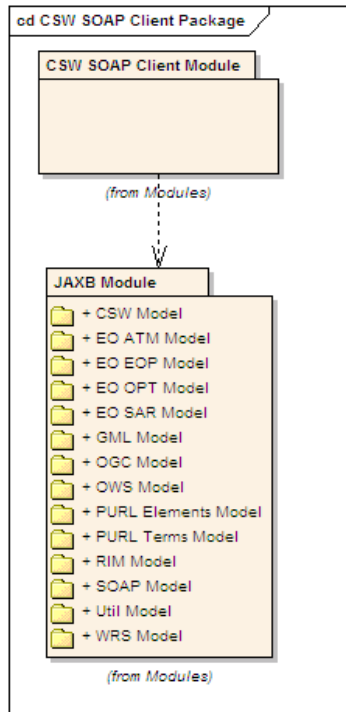 cd CSW SOAP Client Package
CSW SOAP Client Module
(from Modules)
JAXB Module
+ CSW Model
+ EO ATM Model
+ EO EOP Model
+ EO OPT Model
+ EO SAR Model
+ GML Model
+ OGC Model
+ OWS Model
+ PURL Elements Model
+ PURL Terms Model
+ RIM Model
+ SOAP Model
+ Util Model
+ WRS Model
(from Modules)